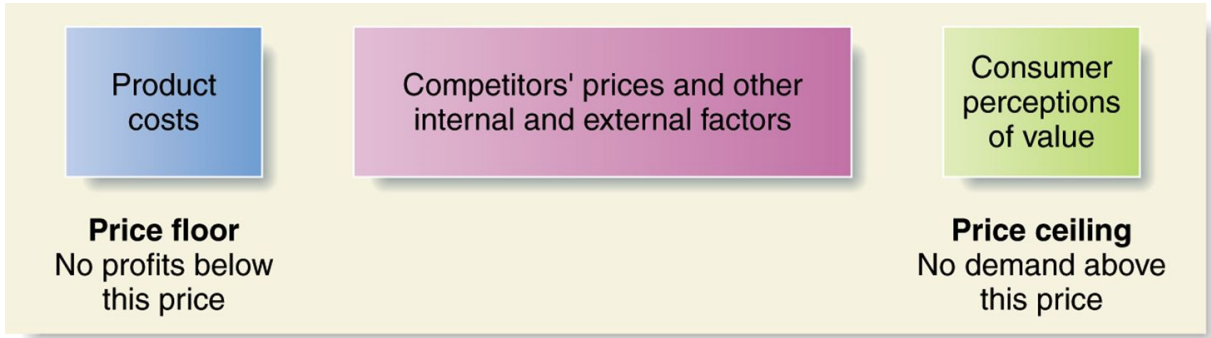 Product
costs
Competitors' prices and other
internal and external factors
Consumer
perceptions
of value
Price floor
No profits below
this price
Price ceiling
No demand above
this price